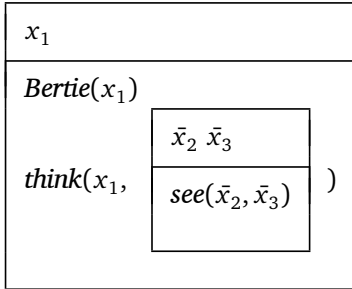 x₁
Bertie(x₁)
x̄₂ x̄₃
think(x₁, )
see(x̄₂, x̄₃)